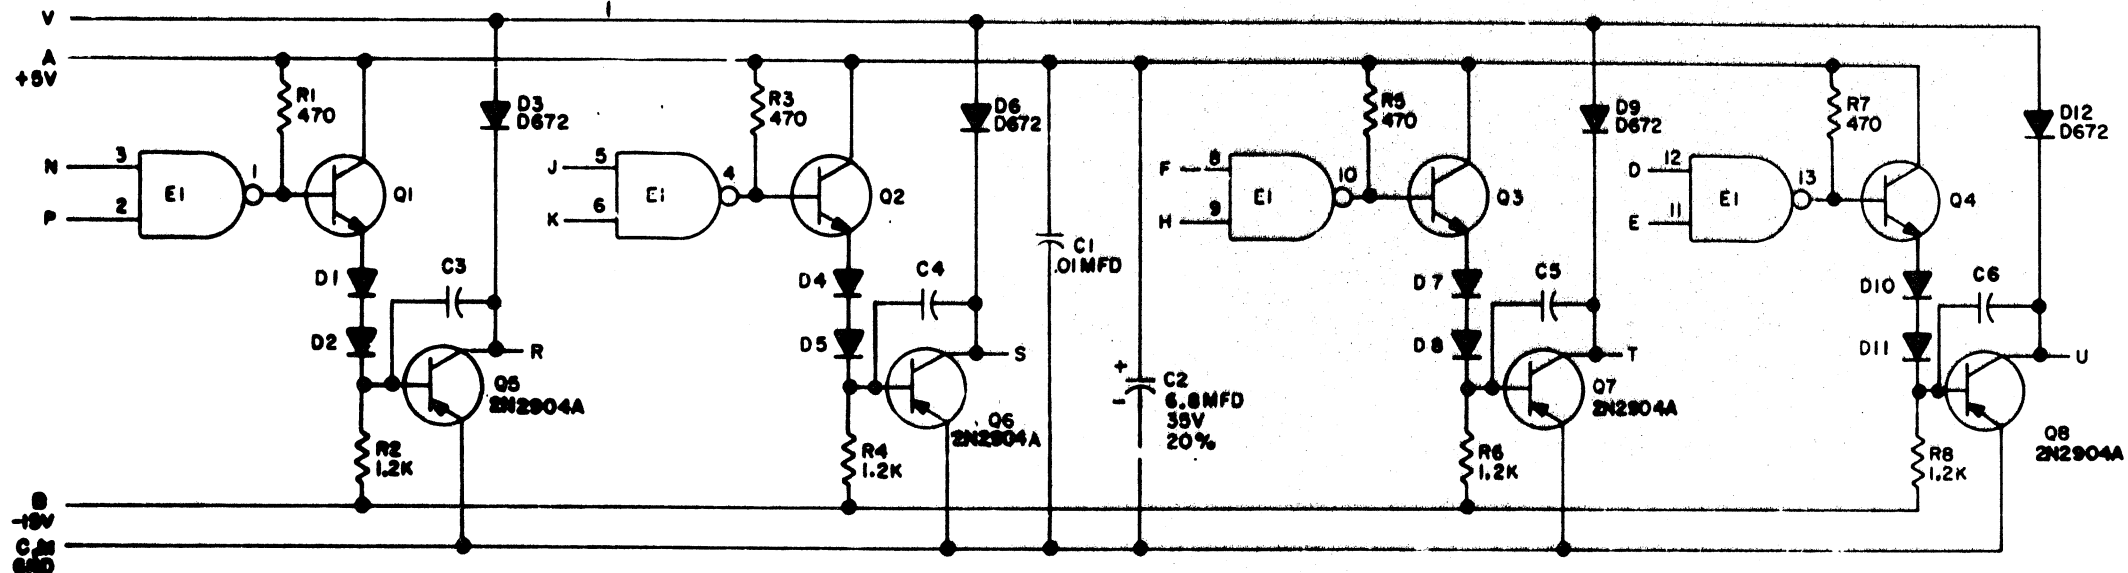 V
A
+5V
R1
470
D3
D672
R3
470
D6
D672
R5
470
D9
D672
R7
470
D12
D672
N
3
1
E1
P
2
Q1
J
5
4
E1
K
6
Q2
F
8
10
E1
H
9
Q3
D
12
13
E1
E
11
Q4
C1
.01MFD
D1
C3
D4
C4
D7
C5
D10
C6
D2
R
D5
S
D8
T
D11
U
Q5
2N2904A
Q6
2N2904A
+
-
C2
6.8MFD
35V
20%
Q7
2N2904A
Q8
2N2904A
R2
1.2K
R4
1.2K
R6
1.2K
R8
1.2K
B
-15V
C,M
GND